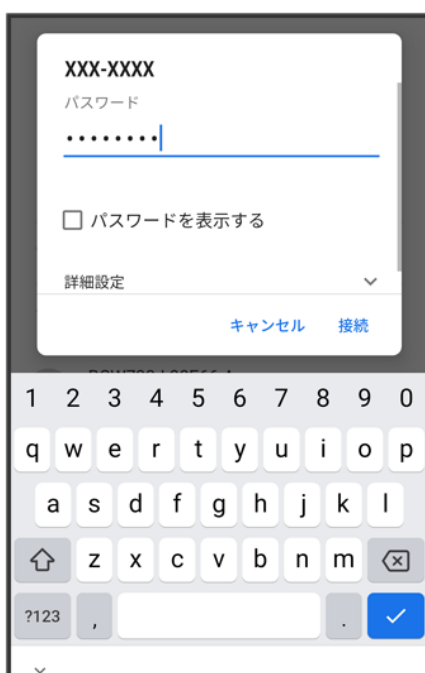 XXX-XXXX
パスワード
••••••••
パスワードを表示する
詳細設定
キャンセル 接続
1 2 3 4 5 6 7 8 9 0
q w e r t y u i o p
a s d f g h j k l
z x c v b n m
?123 , .